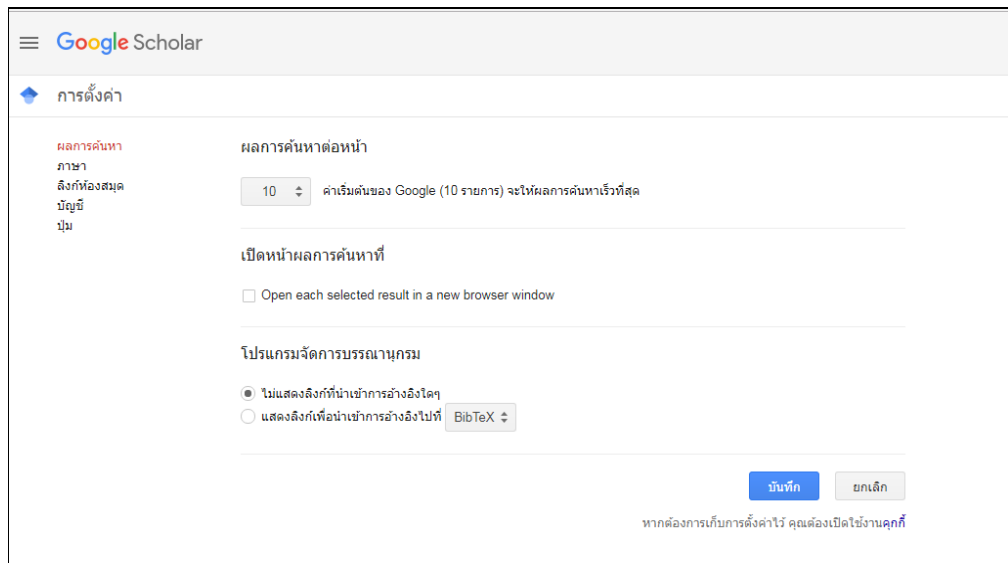 Google Scholar
การตั้งค่า
ผลการค้นหา
ภาษา
ลิงก์ห้องสมุด
บัญชี
ปุ่ม
ผลการค้นหาต่อหน้า
10 ค่าเริ่มต้นของ Google (10 รายการ) จะให้ผลการค้นหาเร็วที่สุด
เปิดหน้าผลการค้นหาที่
Open each selected result in a new browser window
โปรแกรมจัดการบรรณานุกรม
ไม่แสดงลิงก์ที่นำเข้าการอ้างอิงใดๆ
แสดงลิงก์เพื่อนำเข้าการอ้างอิงไปที่ BibTeX
บันทึก ยกเลิก
หากต้องการเก็บการตั้งค่าไว้ คุณต้องเปิดใช้งานคุกกี้